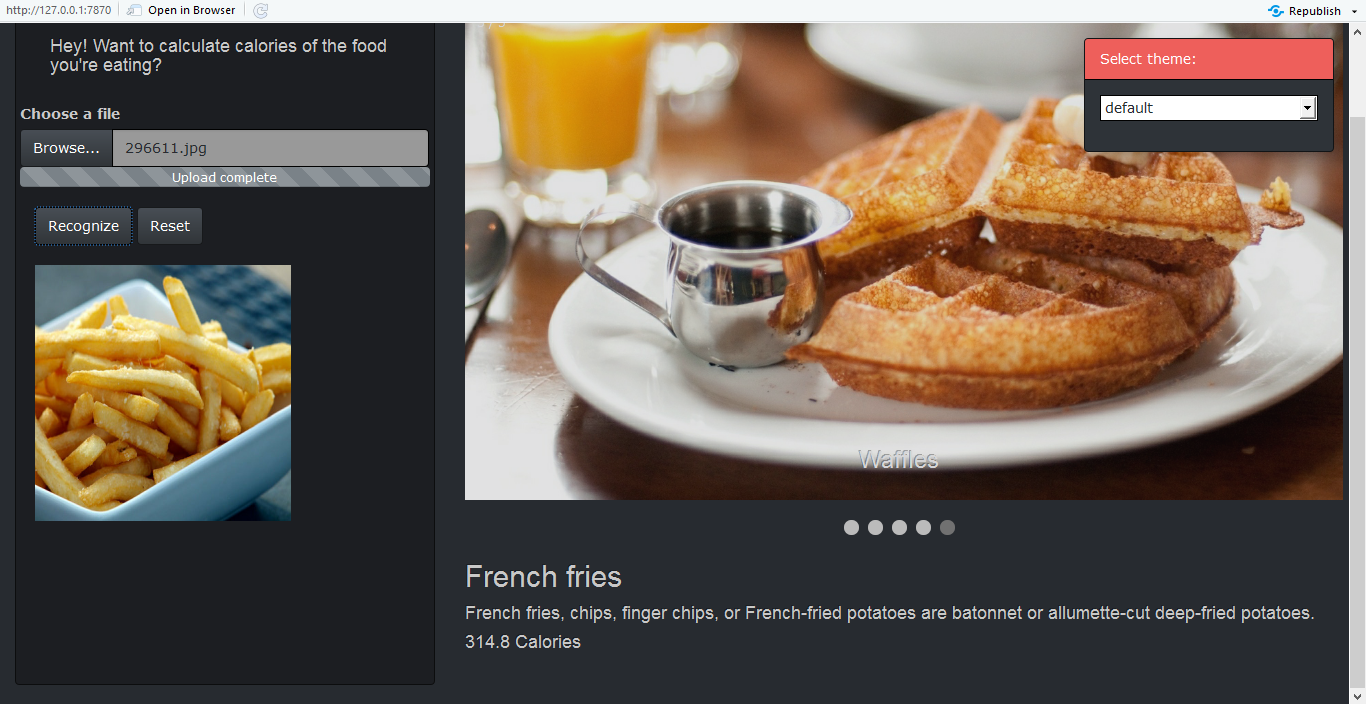 http://127.0.0.1:7870 Open in Browser Republish
Hey! Want to calculate calories of the food
you're eating?
Choose a file
Browse... 296611.jpg
Upload complete
Recognize Reset
Select theme:
default
Waffles
French fries
French fries, chips, finger chips, or French-fried potatoes are batonnet or allumette-cut deep-fried potatoes.
314.8 Calories